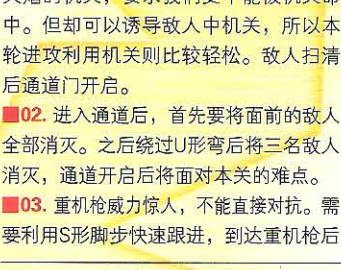 中。但却可以诱导敌人中机关，所以本
轮进攻利用机关则比较轻松。敌人扫清
后通道门开启。
■02. 进入通道后，首先要将面前的敌人
全部消灭。之后绕过U形弯后将三名敌人
消灭，通道开启后将面对本关的难点。
■03. 重机枪威力惊人，不能直接对抗。需
要利用S形脚步快速跟进，到达重机枪后